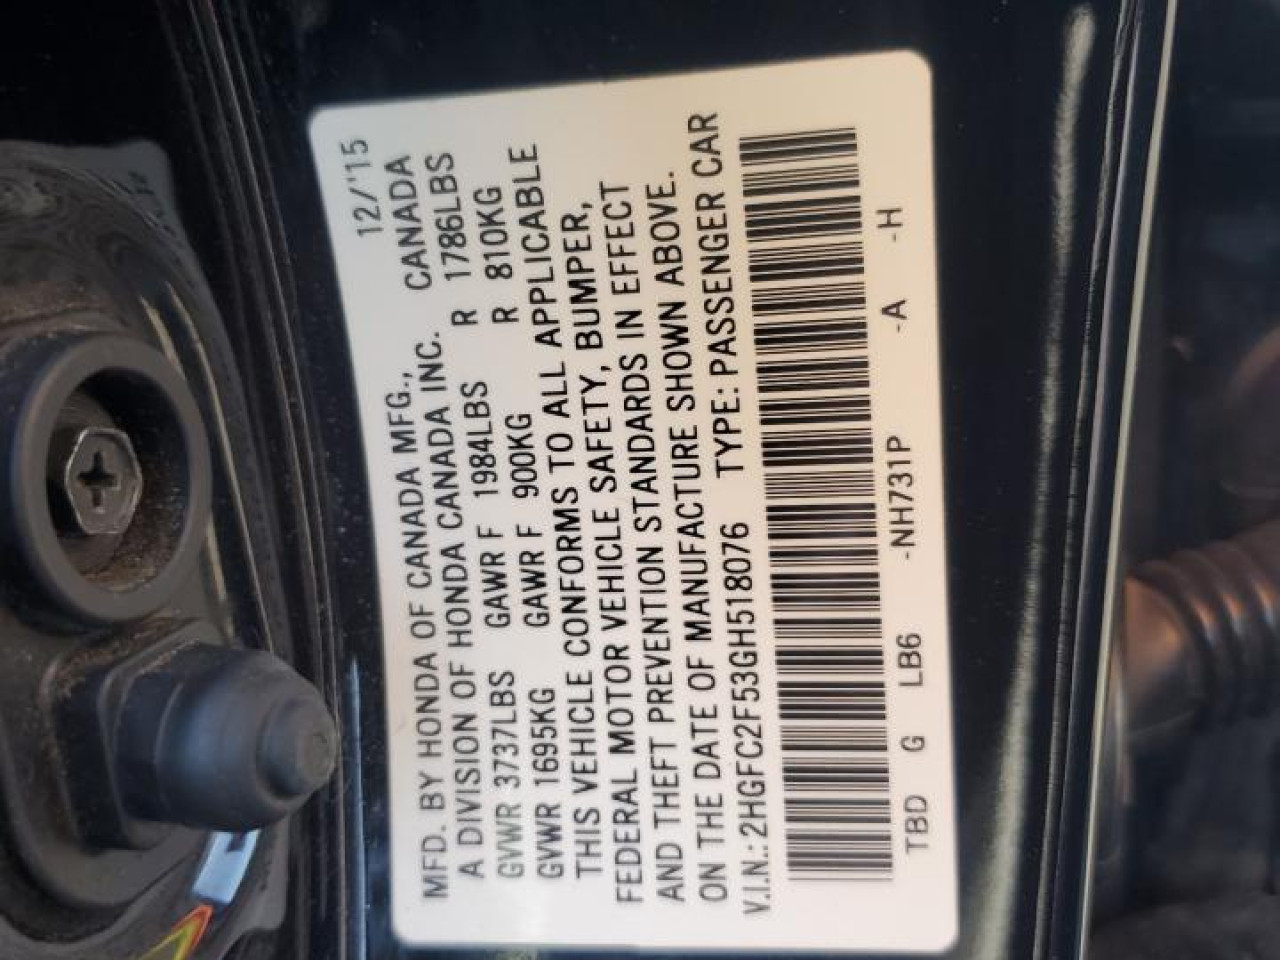 12/'15
MFD. BY HONDA OF CANADA MFG.,
A DIVISION OF HONDA CANADA INC. CANADA
GVWR 3737LBS GAWR F 1984LBS R 1786LBS
GVWR 1695KG GAWR F 900KG R 810KG
THIS VEHICLE CONFORMS TO ALL APPLICABLE
FEDERAL MOTOR VEHICLE SAFETY, BUMPER,
AND THEFT PREVENTION STANDARDS IN EFFECT
ON THE DATE OF MANUFACTURE SHOWN ABOVE.
V.I.N.: 2HGFC2F53GH518076 TYPE: PASSENGER CAR
TBD G LB6 -NH731P -A -H